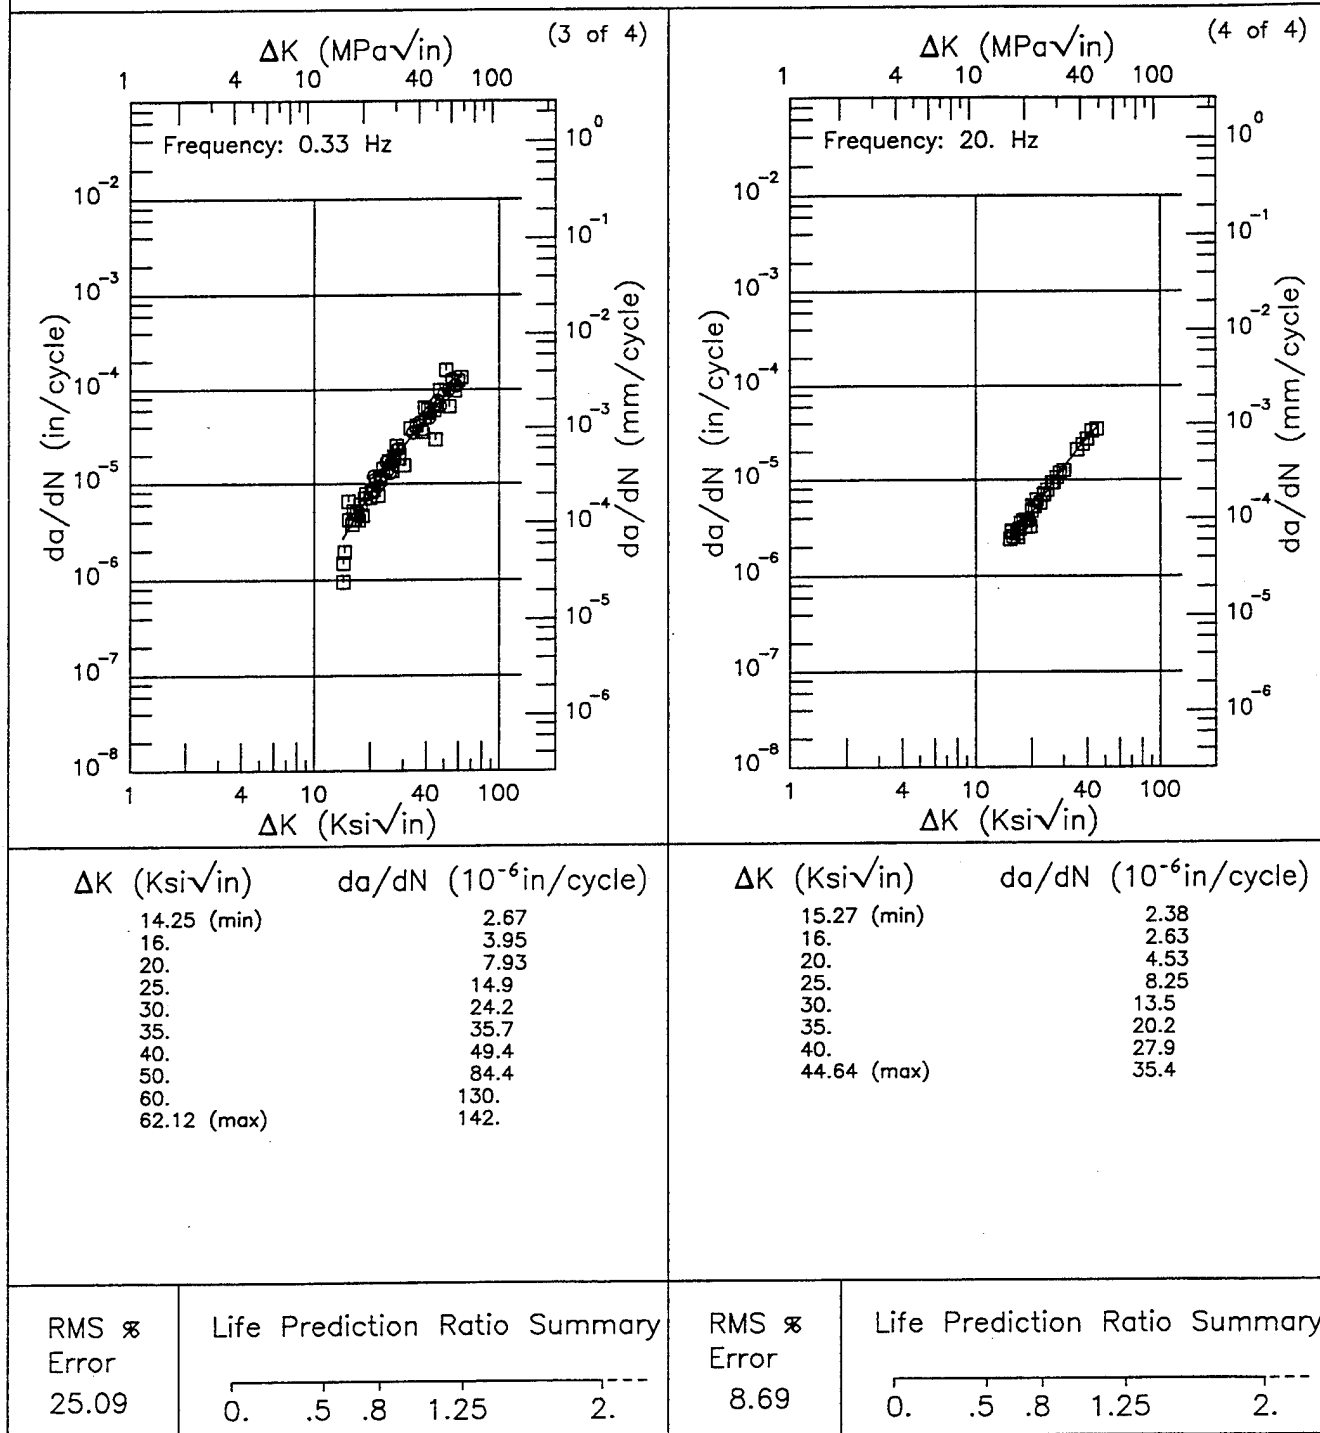 (3 of 4)
ΔK (MPa√in)
1 4 10 40 100
Frequency: 0.33 Hz
da/dN (in/cycle)
10⁻²
10⁻³
10⁻⁴
10⁻⁵
10⁻⁶
10⁻⁷
10⁻⁸
da/dN (mm/cycle)
10⁰
10⁻¹
10⁻²
10⁻³
10⁻⁴
10⁻⁵
10⁻⁶
1 4 10 40 100
ΔK (Ksi√in)
ΔK (Ksi√in) da/dN (10⁻⁶in/cycle)
14.25 (min) 2.67
16. 3.95
20. 7.93
25. 14.9
30. 24.2
35. 35.7
40. 49.4
50. 84.4
60. 130.
62.12 (max) 142.
RMS %
Error
25.09
Life Prediction Ratio Summary
0. .5 .8 1.25 2.
(4 of 4)
ΔK (MPa√in)
1 4 10 40 100
Frequency: 20. Hz
da/dN (in/cycle)
10⁻²
10⁻³
10⁻⁴
10⁻⁵
10⁻⁶
10⁻⁷
10⁻⁸
da/dN (mm/cycle)
10⁰
10⁻¹
10⁻²
10⁻³
10⁻⁴
10⁻⁵
10⁻⁶
1 4 10 40 100
ΔK (Ksi√in)
ΔK (Ksi√in) da/dN (10⁻⁶in/cycle)
15.27 (min) 2.38
16. 2.63
20. 4.53
25. 8.25
30. 13.5
35. 20.2
40. 27.9
44.64 (max) 35.4
RMS %
Error
8.69
Life Prediction Ratio Summary
0. .5 .8 1.25 2.